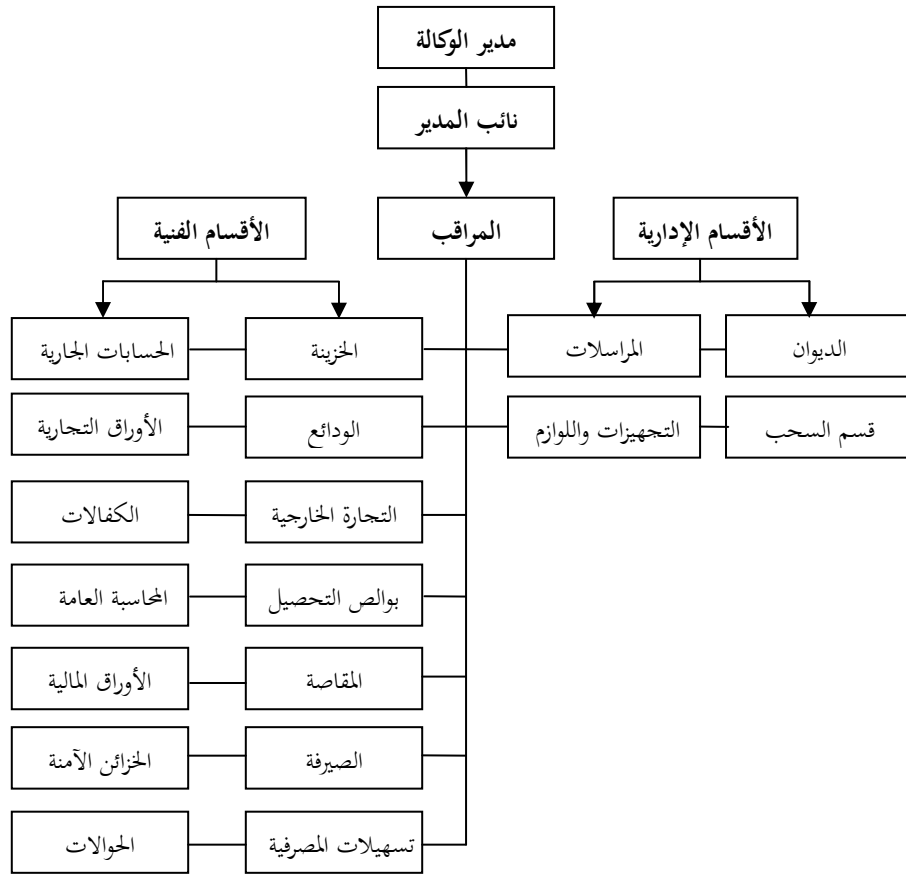 مدير الوكالة
نائب المدير
المراقب
الأقسام الإدارية
الأقسام الفنية
الديوان
المراسلات
الخزينة
الحسابات الجارية
قسم السحب
التجهيزات واللوازم
الودائع
الأوراق التجارية
التجارة الخارجية
الكفالات
بوالص التحصيل
المحاسبة العامة
المقاصة
الأوراق المالية
الصيرفة
الخزائن الآمنة
تسهيلات المصرفية
الحوالات